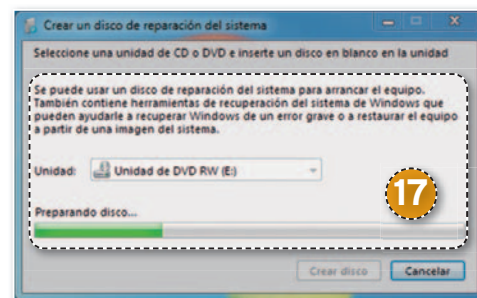 Crear un disco de reparación del sistema
Seleccione una unidad de CD o DVD e inserte un disco en blanco en la unidad
Se puede usar un disco de reparación del sistema para arrancar el equipo.
También contiene herramientas de recuperación del sistema de Windows que
pueden ayudarle a recuperar Windows de un error grave o a restaurar el equipo
a partir de una imagen del sistema.
Unidad: Unidad de DVD RW (E:)
17
Preparando disco...
Crear disco Cancelar